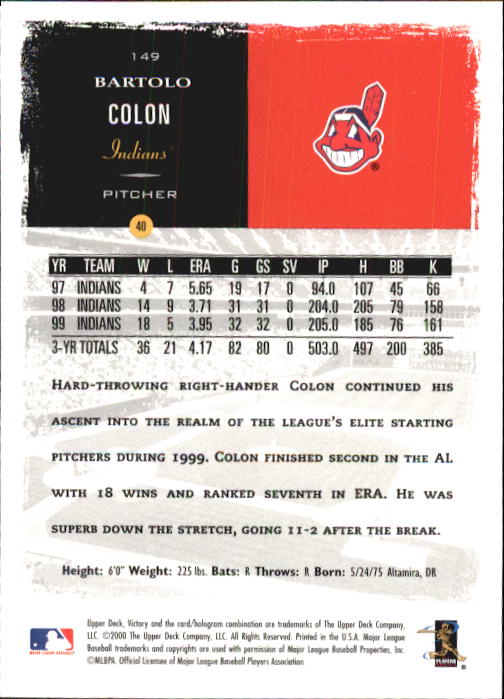 149
BARTOLO
COLON
Indians
PITCHER
40
YR TEAM W L ERA G GS SV IP H BB K
97 INDIANS 4 7 5.65 19 17 0 94.0 107 45 66
98 INDIANS 14 9 3.71 31 31 0 204.0 205 79 158
99 INDIANS 18 5 3.95 32 32 0 205.0 185 76 161
3-YR TOTALS 36 21 4.17 82 80 0 503.0 497 200 385
HARD-THROWING RIGHT-HANDER COLON CONTINUED HIS
ASCENT INTO THE REALM OF THE LEAGUE'S ELITE STARTING
PITCHERS DURING 1999. COLON FINISHED SECOND IN THE AL
WITH 18 WINS AND RANKED SEVENTH IN ERA. HE WAS
SUPERB DOWN THE STRETCH, GOING 11-2 AFTER THE BREAK.
Height: 6'0" Weight: 225 lbs. Bats: R Throws: R Born: 5/24/75 Altamira, DR
Upper Deck, Victory and the card/hologram combination are trademarks of The Upper Deck Company,
LLC. ©2000 The Upper Deck Company, LLC. All Rights Reserved. Printed in the U.S.A. Major League
Baseball trademarks and copyrights are used with permission of Major League Baseball Properties, Inc.
©MLBPA. Official Licensee of Major League Baseball Players Association.
MAJOR LEAGUE BASEBALL
PLAYERS